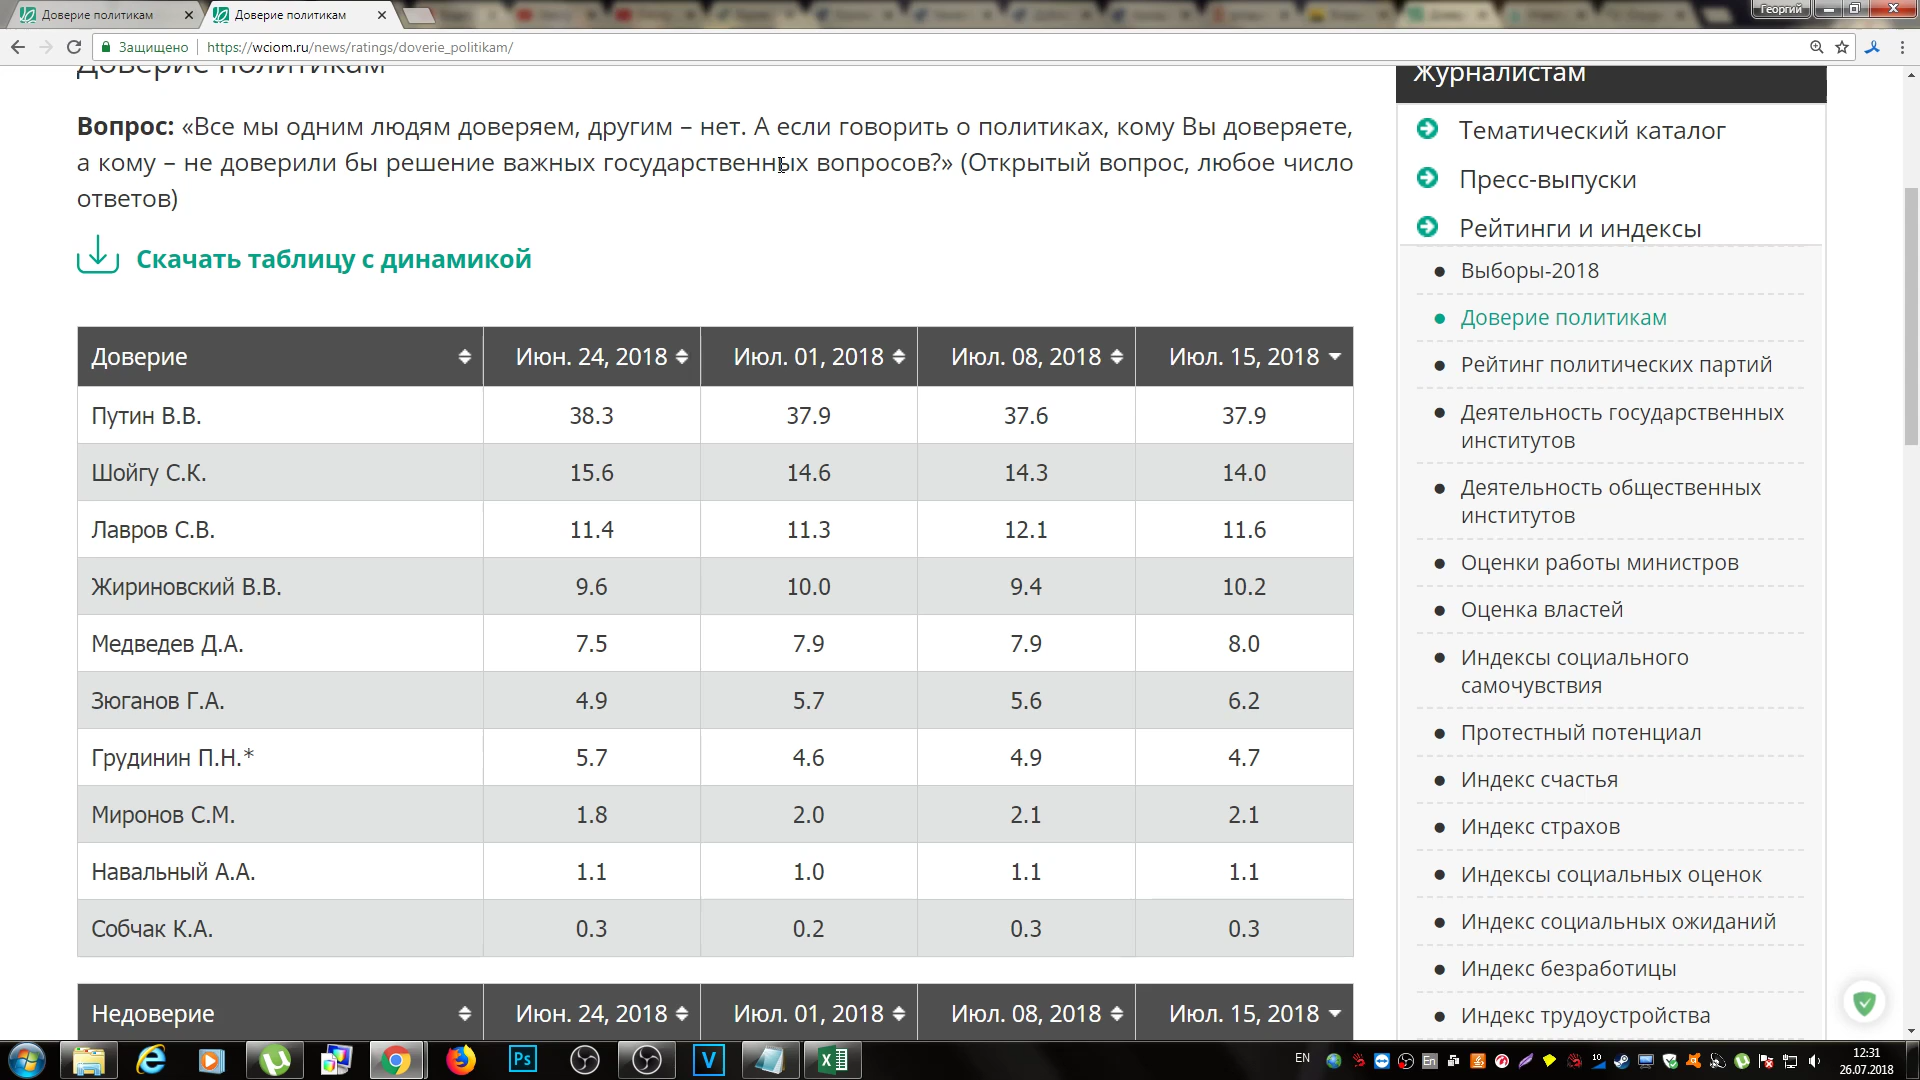 Доверие политикам
Доверие политикам
Георгий
Защищено
https://wciom.ru/news/ratings/doverie_politikam/
Доверие политикам
Вопрос: «Все мы одним людям доверяем, другим – нет. А если говорить о политиках, кому Вы доверяете,
а кому – не доверили бы решение важных государственных вопросов?» (Открытый вопрос, любое число
ответов)
Скачать таблицу с динамикой
Доверие Июн. 24, 2018 Июл. 01, 2018 Июл. 08, 2018 Июл. 15, 2018
Путин В.В. 38.3 37.9 37.6 37.9
Шойгу С.К. 15.6 14.6 14.3 14.0
Лавров С.В. 11.4 11.3 12.1 11.6
Жириновский В.В. 9.6 10.0 9.4 10.2
Медведев Д.А. 7.5 7.9 7.9 8.0
Зюганов Г.А. 4.9 5.7 5.6 6.2
Грудинин П.Н.* 5.7 4.6 4.9 4.7
Миронов С.М. 1.8 2.0 2.1 2.1
Навальный А.А. 1.1 1.0 1.1 1.1
Собчак К.А. 0.3 0.2 0.3 0.3
Недоверие Июн. 24, 2018 Июл. 01, 2018 Июл. 08, 2018 Июл. 15, 2018
Журналистам
Тематический каталог
Пресс-выпуски
Рейтинги и индексы
Выборы-2018
Доверие политикам
Рейтинг политических партий
Деятельность государственных
институтов
Деятельность общественных
институтов
Оценки работы министров
Оценка властей
Индексы социального
самочувствия
Протестный потенциал
Индекс счастья
Индекс страхов
Индексы социальных оценок
Индекс социальных ожиданий
Индекс безработицы
Индекс трудоустройства
Ps
V
EN
En
10
12:31
26.07.2018